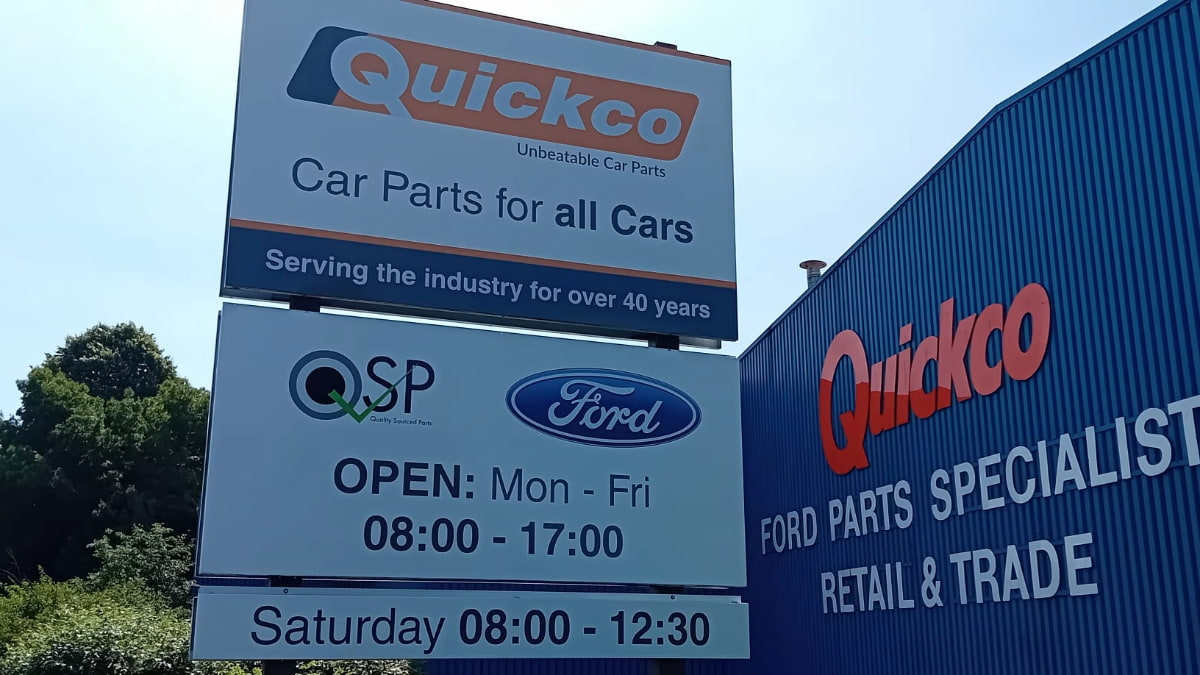 Quickco
Unbeatable Car Parts
Car Parts for all Cars
Serving the industry for over 40 years
QSP
Quality Sourced Parts
Ford
OPEN: Mon - Fri
08:00 - 17:00
Saturday 08:00 - 12:30
Quickco
FORD PARTS SPECIALIST
RETAIL & TRADE